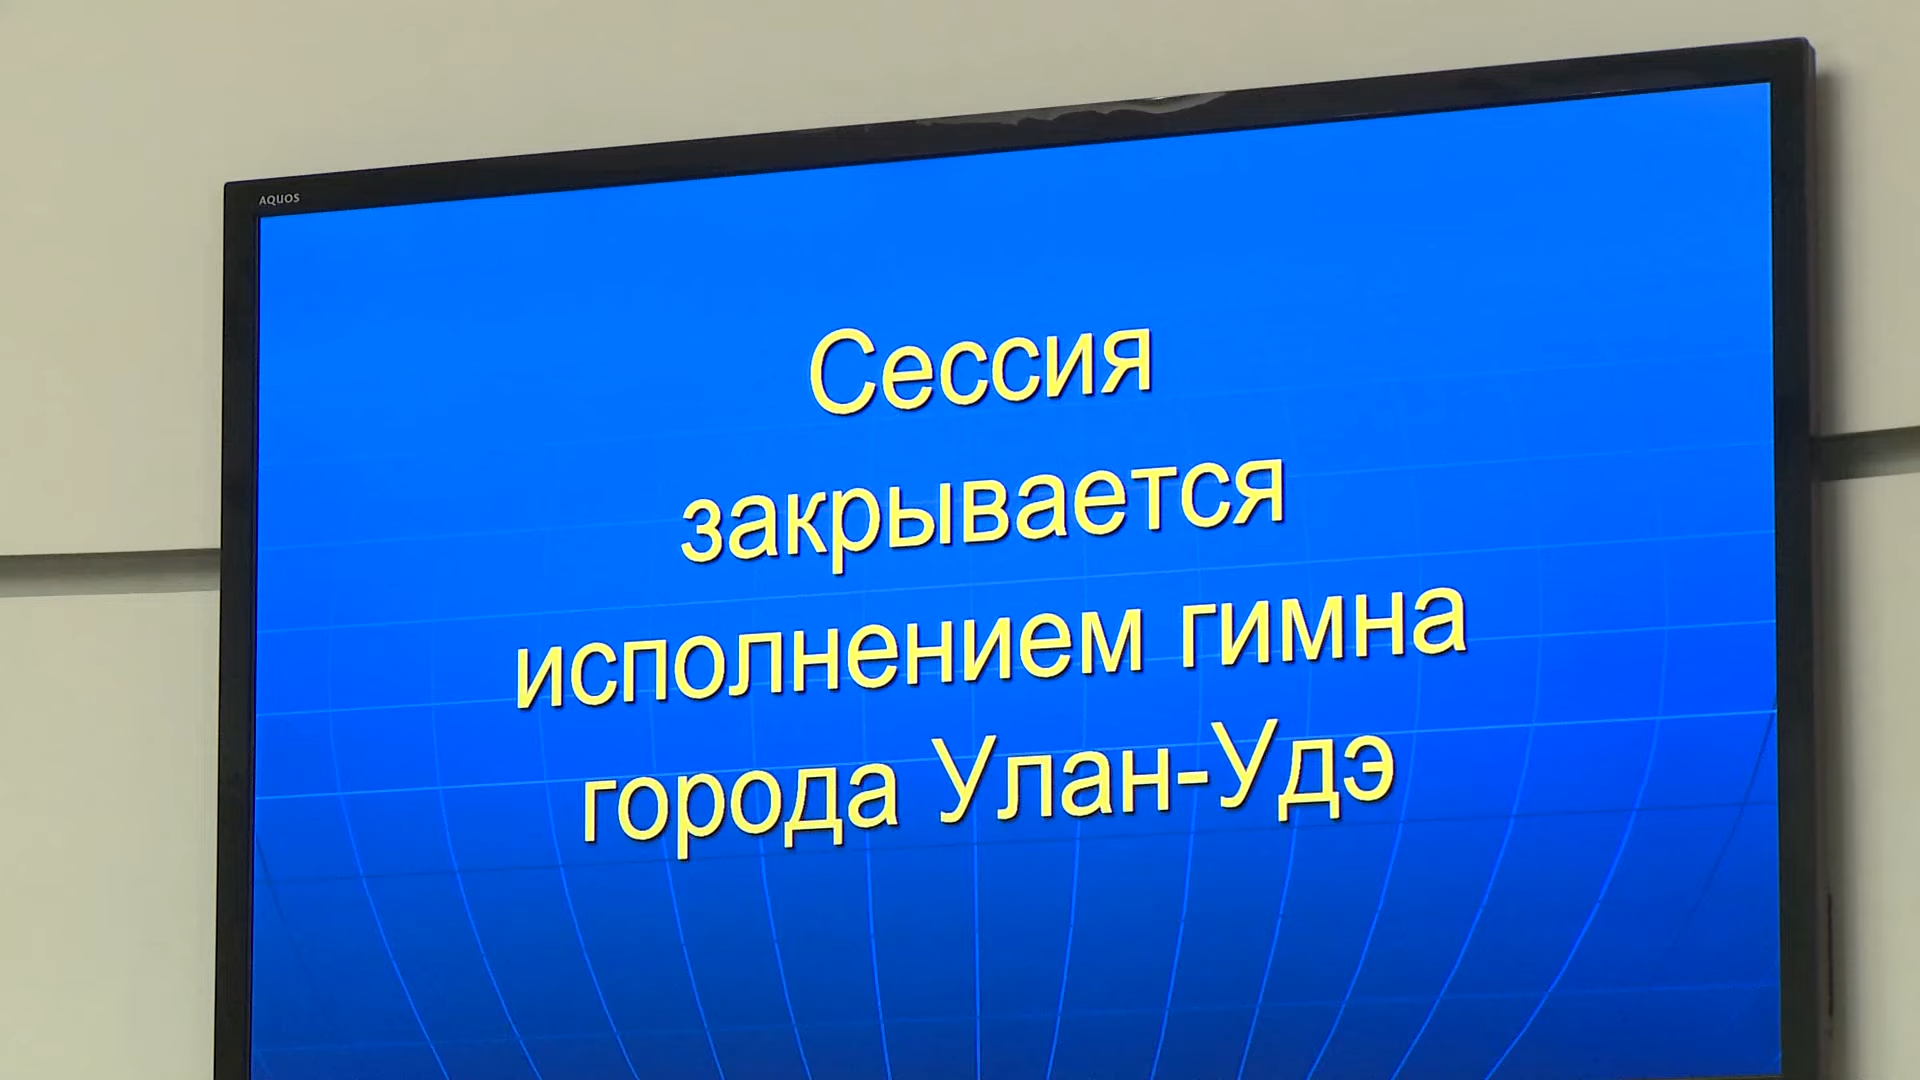 AQUOS
Сессия
закрывается
исполнением гимна
города Улан-Удэ